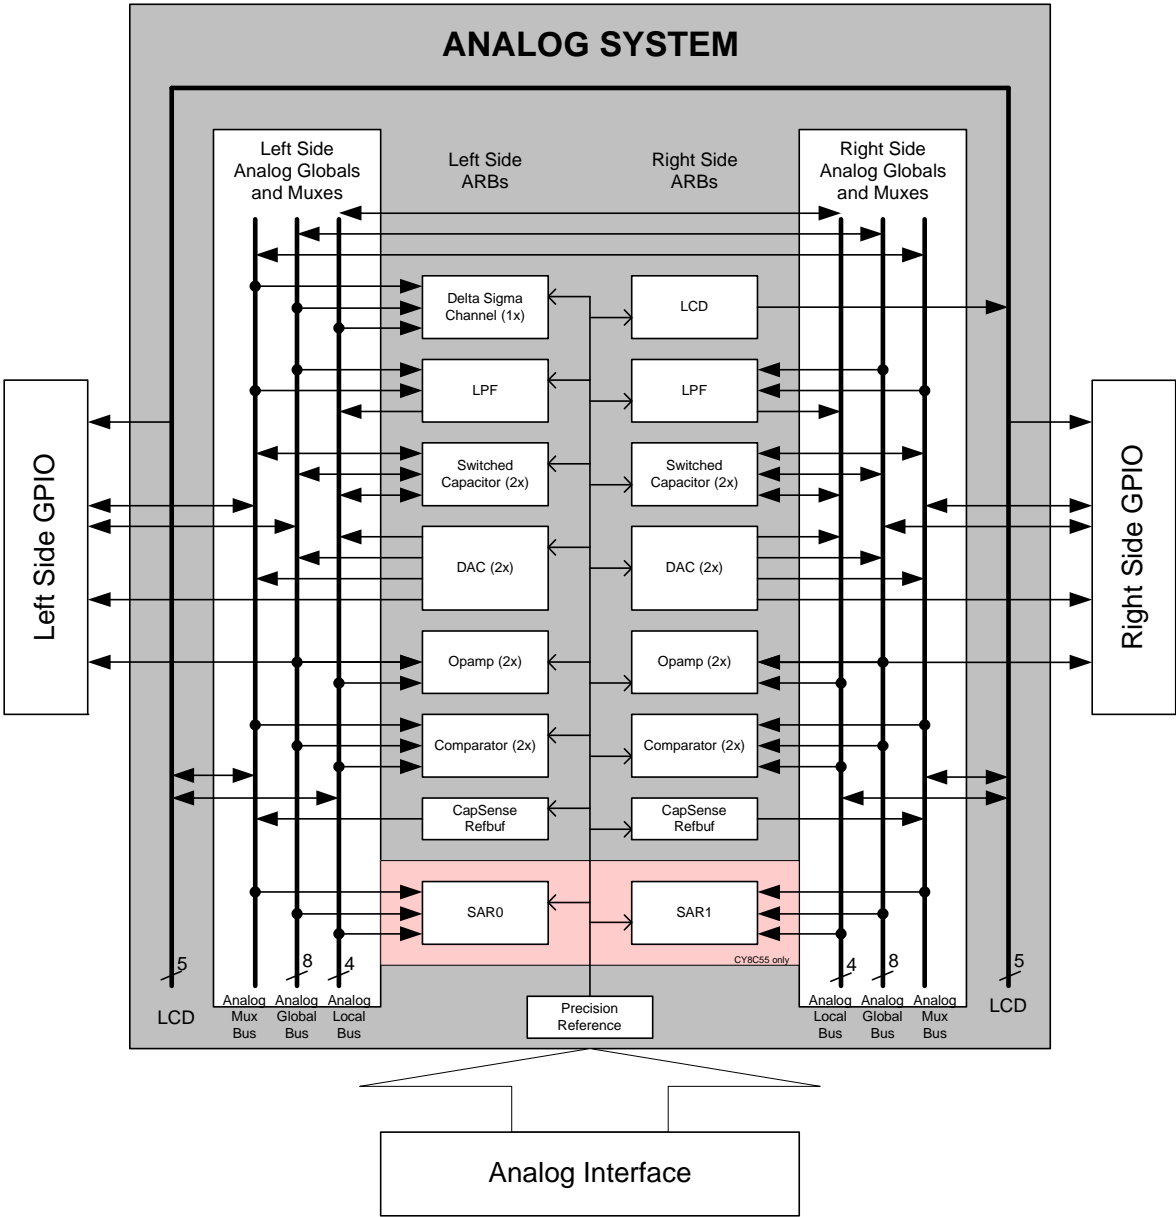 ANALOG SYSTEM
Left Side
Analog Globals
and Muxes
Left Side
ARBs
Right Side
ARBs
Right Side
Analog Globals
and Muxes
Delta Sigma
Channel (1x)
LCD
LPF
LPF
Switched
Capacitor (2x)
Switched
Capacitor (2x)
DAC (2x)
DAC (2x)
Left Side GPIO
Right Side GPIO
Opamp (2x)
Opamp (2x)
Comparator (2x)
Comparator (2x)
CapSense
Refbuf
CapSense
Refbuf
SAR0
SAR1
CY8C55 only
5
8
4
4
8
5
LCD
Analog
Mux
Bus
Analog
Global
Bus
Analog
Local
Bus
Precision
Reference
Analog
Local
Bus
Analog
Global
Bus
Analog
Mux
Bus
LCD
Analog Interface